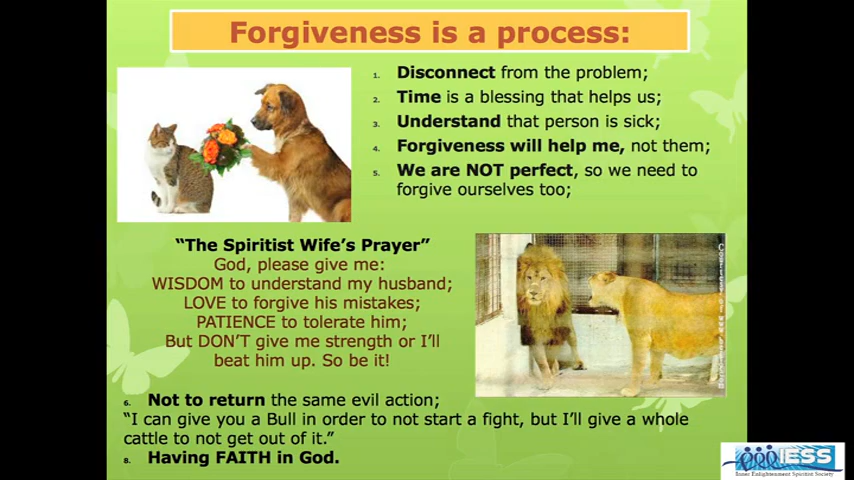 Forgiveness is a process:
1. Disconnect from the problem;
2. Time is a blessing that helps us;
3. Understand that person is sick;
4. Forgiveness will help me, not them;
5. We are NOT perfect, so we need to
forgive ourselves too;
“The Spiritist Wife’s Prayer”
God, please give me:
WISDOM to understand my husband;
LOVE to forgive his mistakes;
PATIENCE to tolerate him;
But DON’T give me strength or I’ll
beat him up. So be it!
6. Not to return the same evil action;
“I can give you a Bull in order to not start a fight, but I’ll give a whole
cattle to not get out of it.”
8. Having FAITH in God.
IESS
Inner Enlightenment Spiritist Society